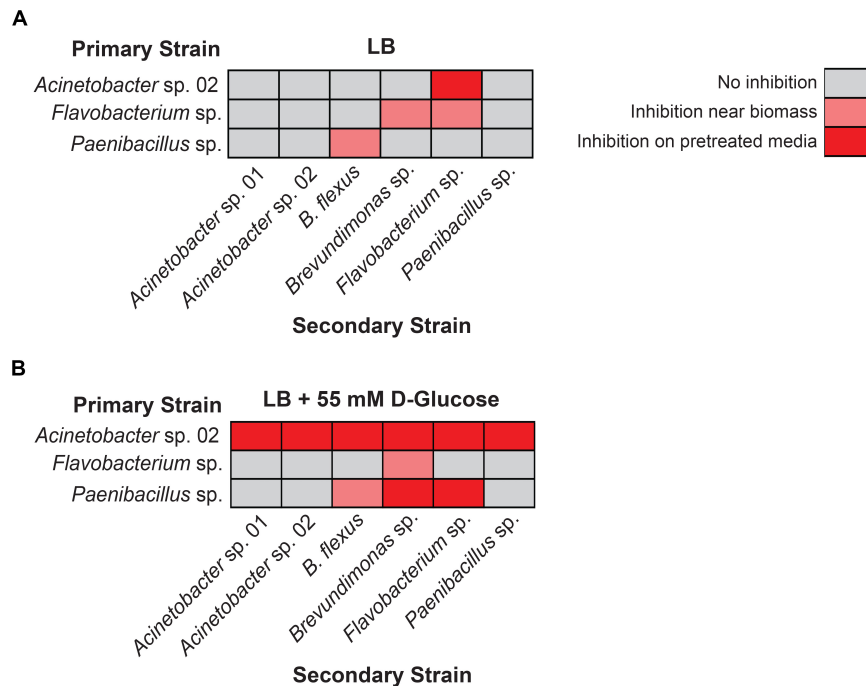 A
Primary Strain
LB
Acinetobacter sp. 02
Flavobacterium sp.
Paenibacillus sp.
Acinetobacter sp. 01
Acinetobacter sp. 02
B. flexus
Brevundimonas sp.
Flavobacterium sp.
Paenibacillus sp.
Secondary Strain
No inhibition
Inhibition near biomass
Inhibition on pretreated media
B
Primary Strain
LB + 55 mM D-Glucose
Acinetobacter sp. 02
Flavobacterium sp.
Paenibacillus sp.
Acinetobacter sp. 01
Acinetobacter sp. 02
B. flexus
Brevundimonas sp.
Flavobacterium sp.
Paenibacillus sp.
Secondary Strain